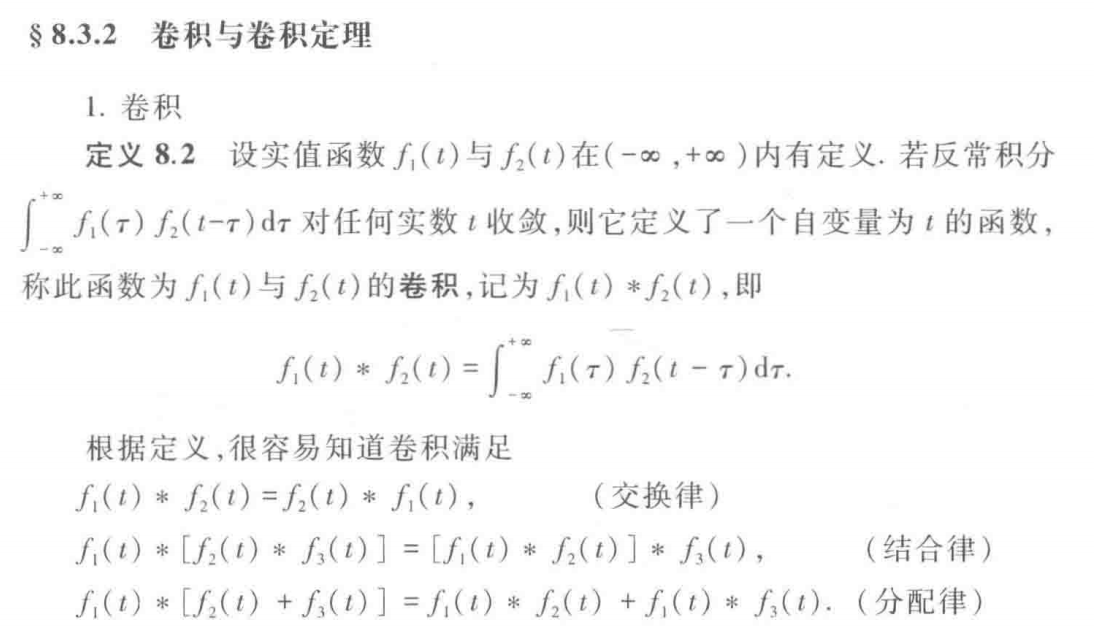 § 8.3.2 卷积与卷积定理
1. 卷积
定义 8.2 设实值函数 f₁(t)与 f₂(t)在(-∞,+∞)内有定义. 若反常积分
∫_{-∞}^{+∞} f₁(τ) f₂(t-τ)dτ 对任何实数 t 收敛,则它定义了一个自变量为 t 的函数,
称此函数为 f₁(t)与 f₂(t)的卷积,记为 f₁(t) *f₂(t),即
f₁(t) * f₂(t) = ∫_{-∞}^{+∞} f₁(τ) f₂(t - τ)dτ.
根据定义,很容易知道卷积满足
f₁(t) * f₂(t) =f₂(t) * f₁(t), (交换律)
f₁(t) * [f₂(t) * f₃(t)] = [f₁(t) * f₂(t)] * f₃(t), (结合律)
f₁(t) * [f₂(t) + f₃(t)] =f₁(t) * f₂(t) +f₁(t) * f₃(t). (分配律)